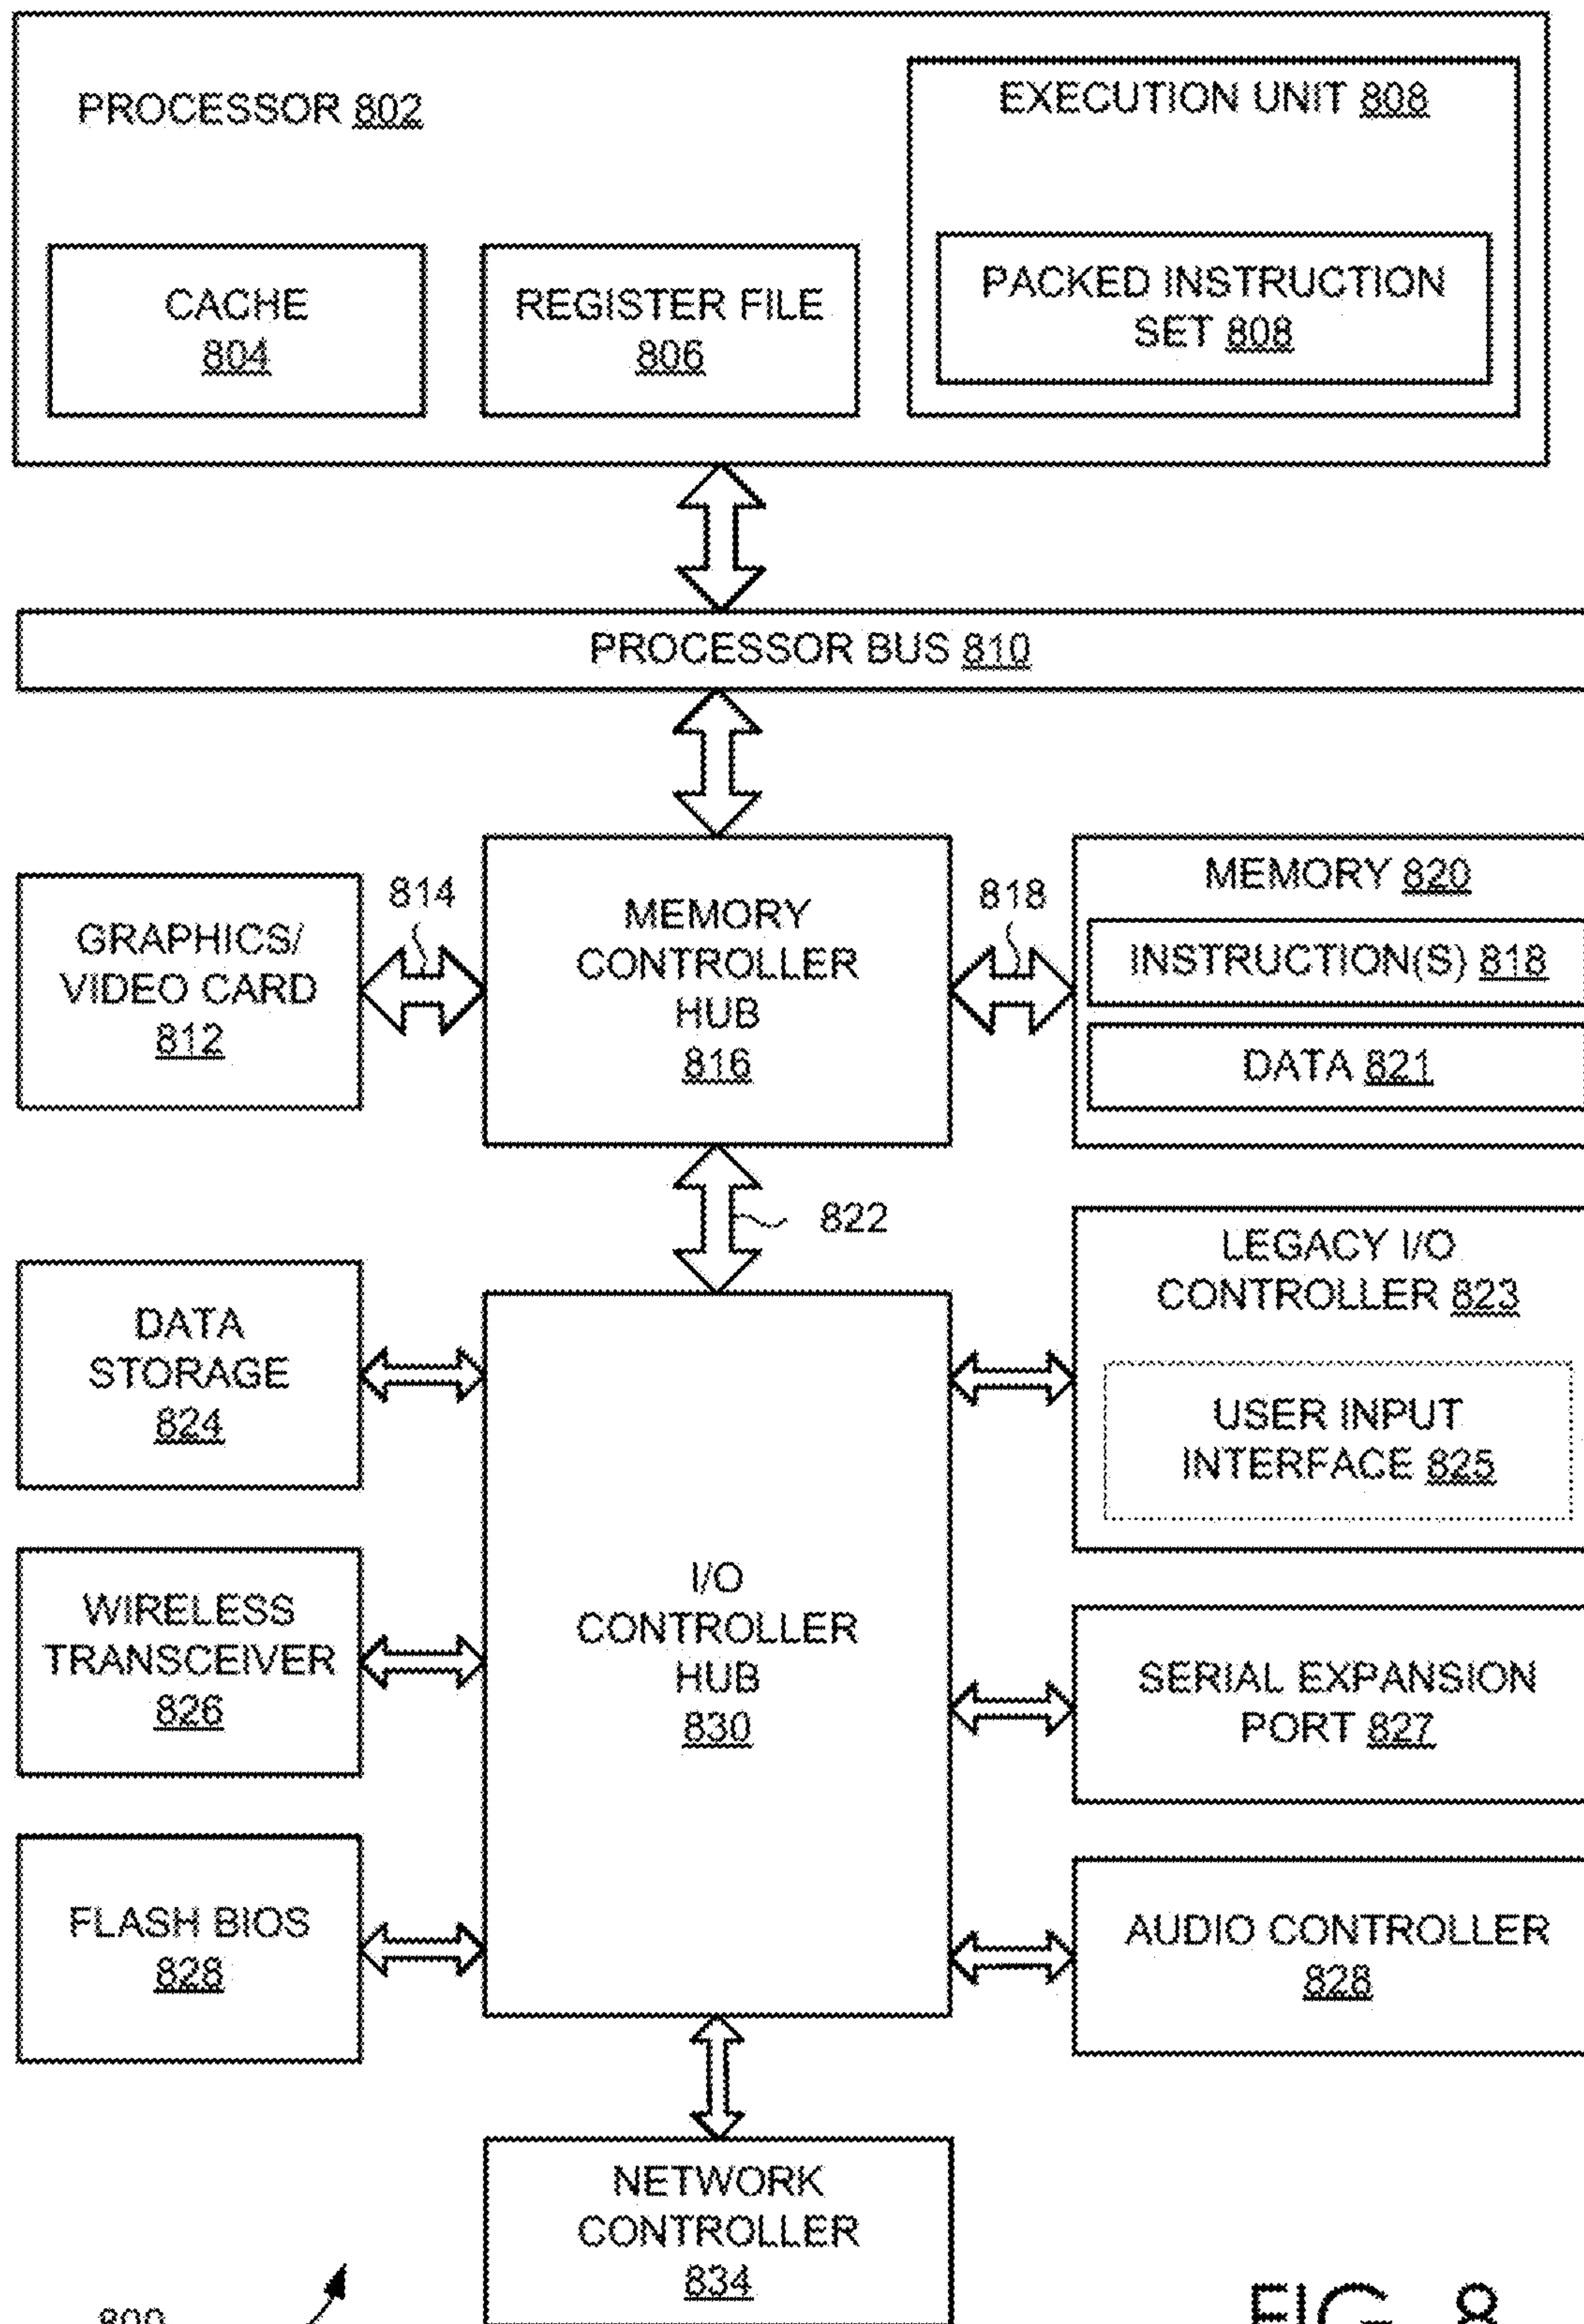 PROCESSOR 802
EXECUTION UNIT 808
CACHE
804
REGISTER FILE
806
PACKED INSTRUCTION
SET 808
PROCESSOR BUS 810
GRAPHICS/
VIDEO CARD
812
814
MEMORY
CONTROLLER
HUB
816
818
MEMORY 820
INSTRUCTION(S) 818
DATA 821
822
DATA
STORAGE
824
LEGACY I/O
CONTROLLER 823
USER INPUT
INTERFACE 825
WIRELESS
TRANSCEIVER
826
I/O
CONTROLLER
HUB
830
SERIAL EXPANSION
PORT 827
FLASH BIOS
828
AUDIO CONTROLLER
828
NETWORK
CONTROLLER
834
800
FIG. 8